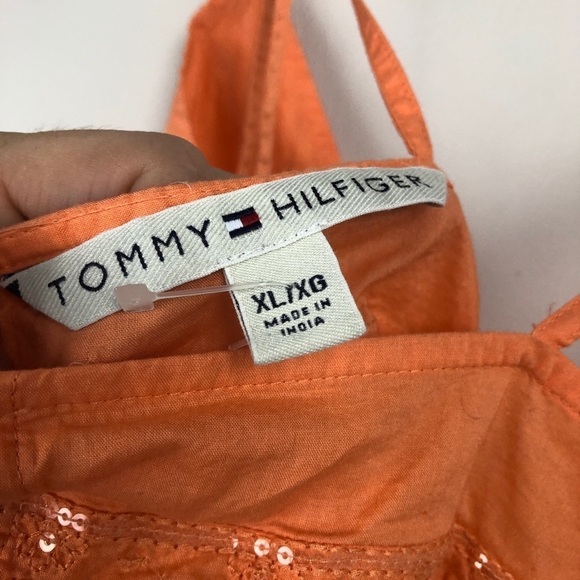 TOMMY HILFIGER
XL/XG
MADE IN
INDIA